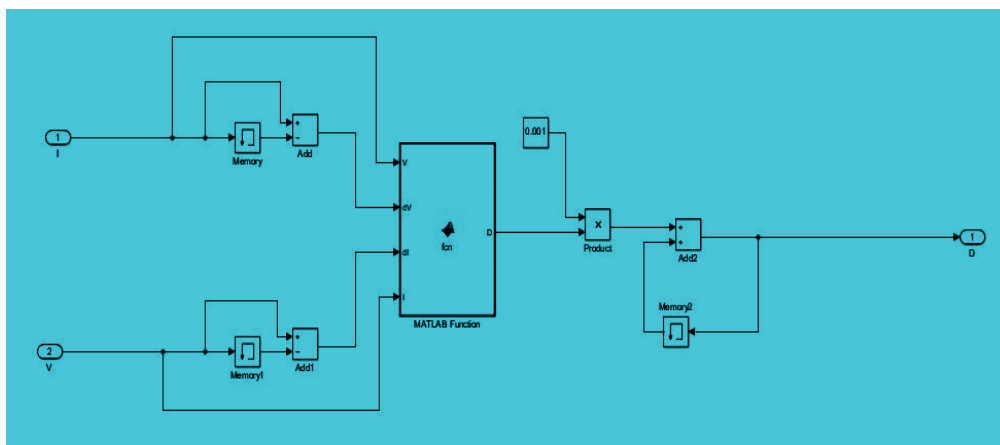 1
I
+
−
Memory
Add
V
dV
dI
I
fcn
D
MATLAB Function
0.001
×
Product
+
+
Add2
Memory2
1
D
2
V
+
−
Memory1
Add1